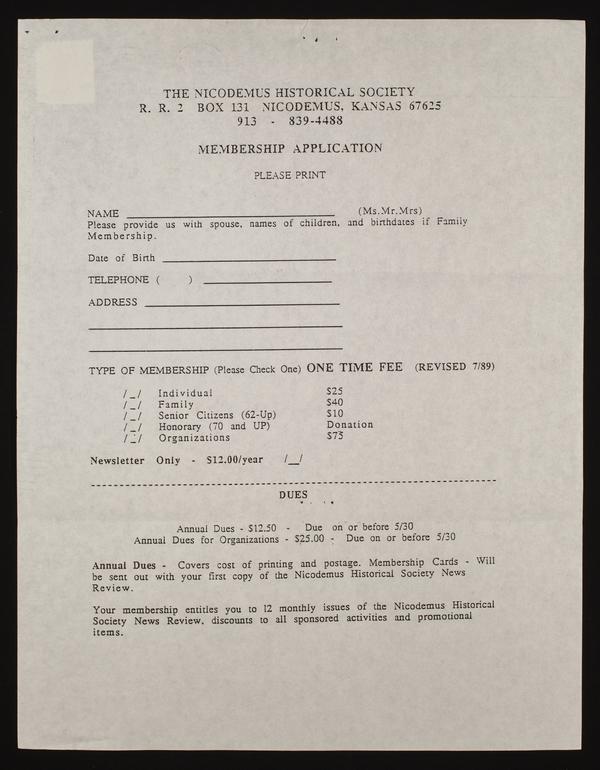 THE NICODEMUS HISTORICAL SOCIETY
R. R. 2 BOX 131 NICODEMUS, KANSAS 67625
913 - 839-4488
MEMBERSHIP APPLICATION
PLEASE PRINT
NAME ____________________ (Ms.Mr.Mrs)
Please provide us with spouse, names of children, and birthdates if Family
Membership.
Date of Birth ____________________
TELEPHONE ( ) ____________________
ADDRESS ____________________
TYPE OF MEMBERSHIP (Please Check One) ONE TIME FEE (REVISED 7/89)
/_/ Individual $25
/_/ Family $40
/_/ Senior Citizens (62-Up) $10
/_/ Honorary (70 and UP) Donation
/_/ Organizations $75
Newsletter Only - $12.00/year /__/
DUES
Annual Dues - $12.50 - Due on or before 5/30
Annual Dues for Organizations - $25.00 - Due on or before 5/30
Annual Dues - Covers cost of printing and postage. Membership Cards - Will
be sent out with your first copy of the Nicodemus Historical Society News
Review.
Your membership entitles you to 12 monthly issues of the Nicodemus Historical
Society News Review, discounts to all sponsored activities and promotional
items.